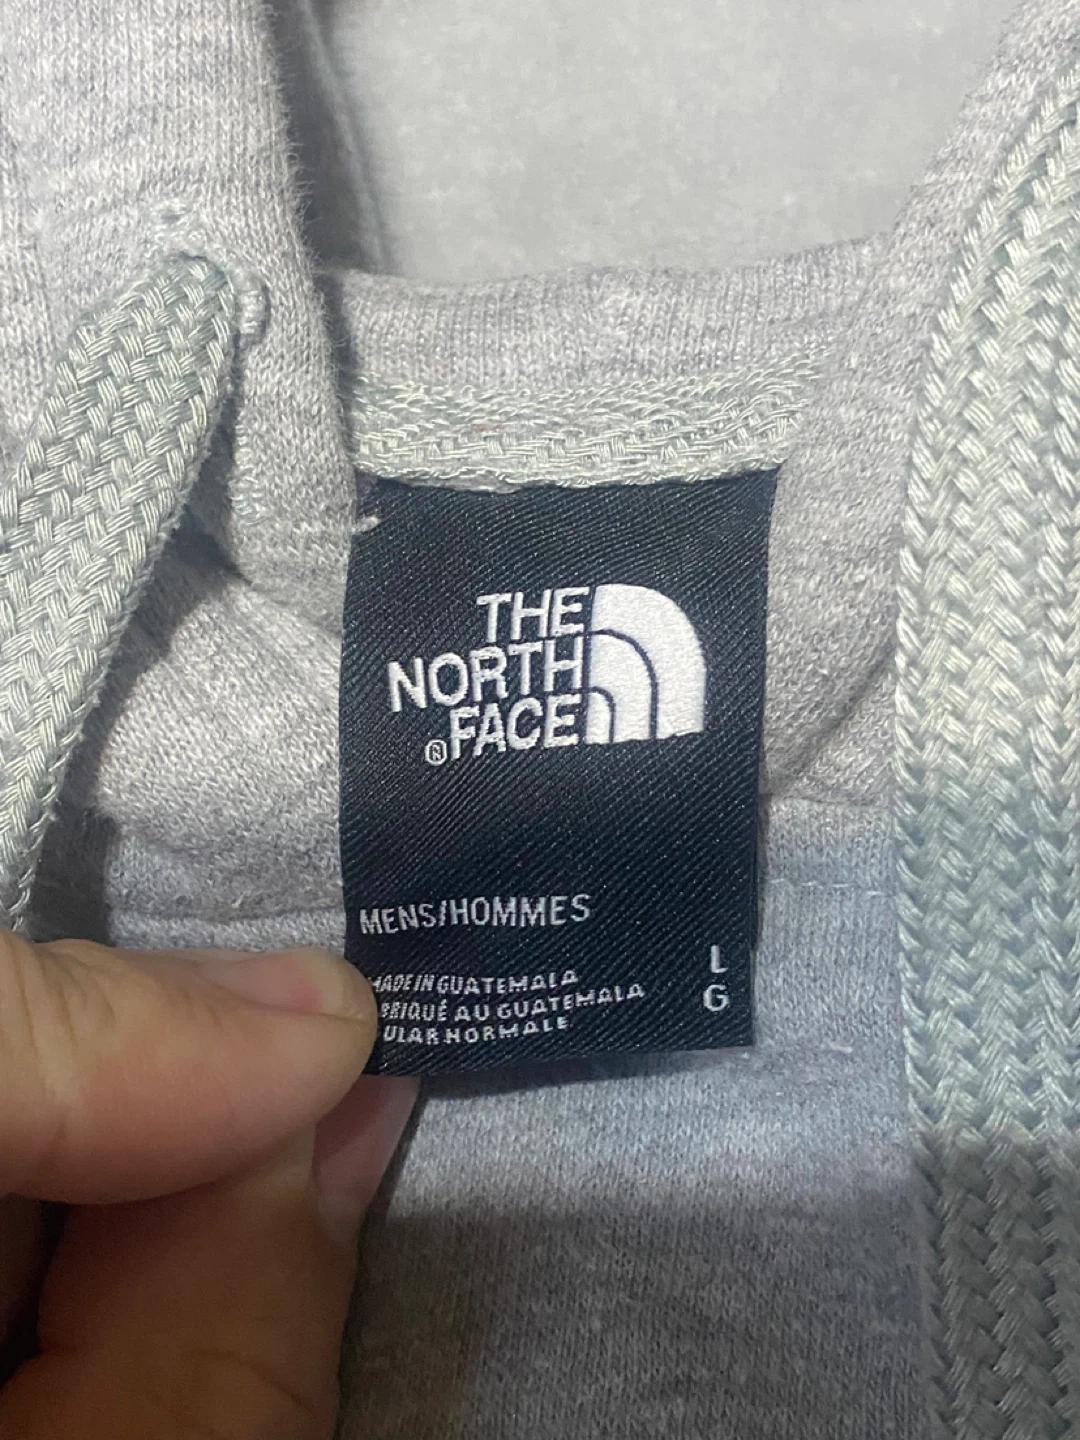 THE
NORTH
FACE
®
MENS/HOMMES
MADE IN GUATEMALA
BRIQUÉ AU GUATEMALA
ULAR NORMALE
L
G